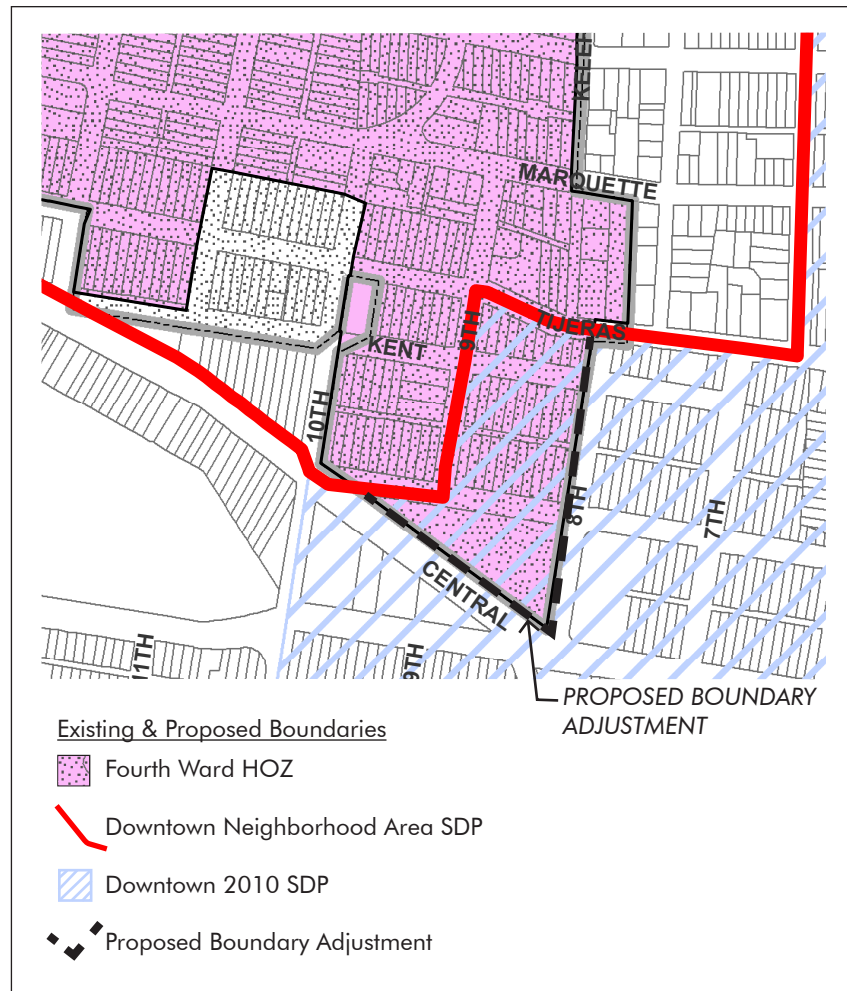 MARQUETTE
TIJERAS
9TH
KENT
10TH
8TH
7TH
CENTRAL
11TH
9TH
PROPOSED BOUNDARY
ADJUSTMENT
Existing & Proposed Boundaries
Fourth Ward HOZ
Downtown Neighborhood Area SDP
Downtown 2010 SDP
Proposed Boundary Adjustment